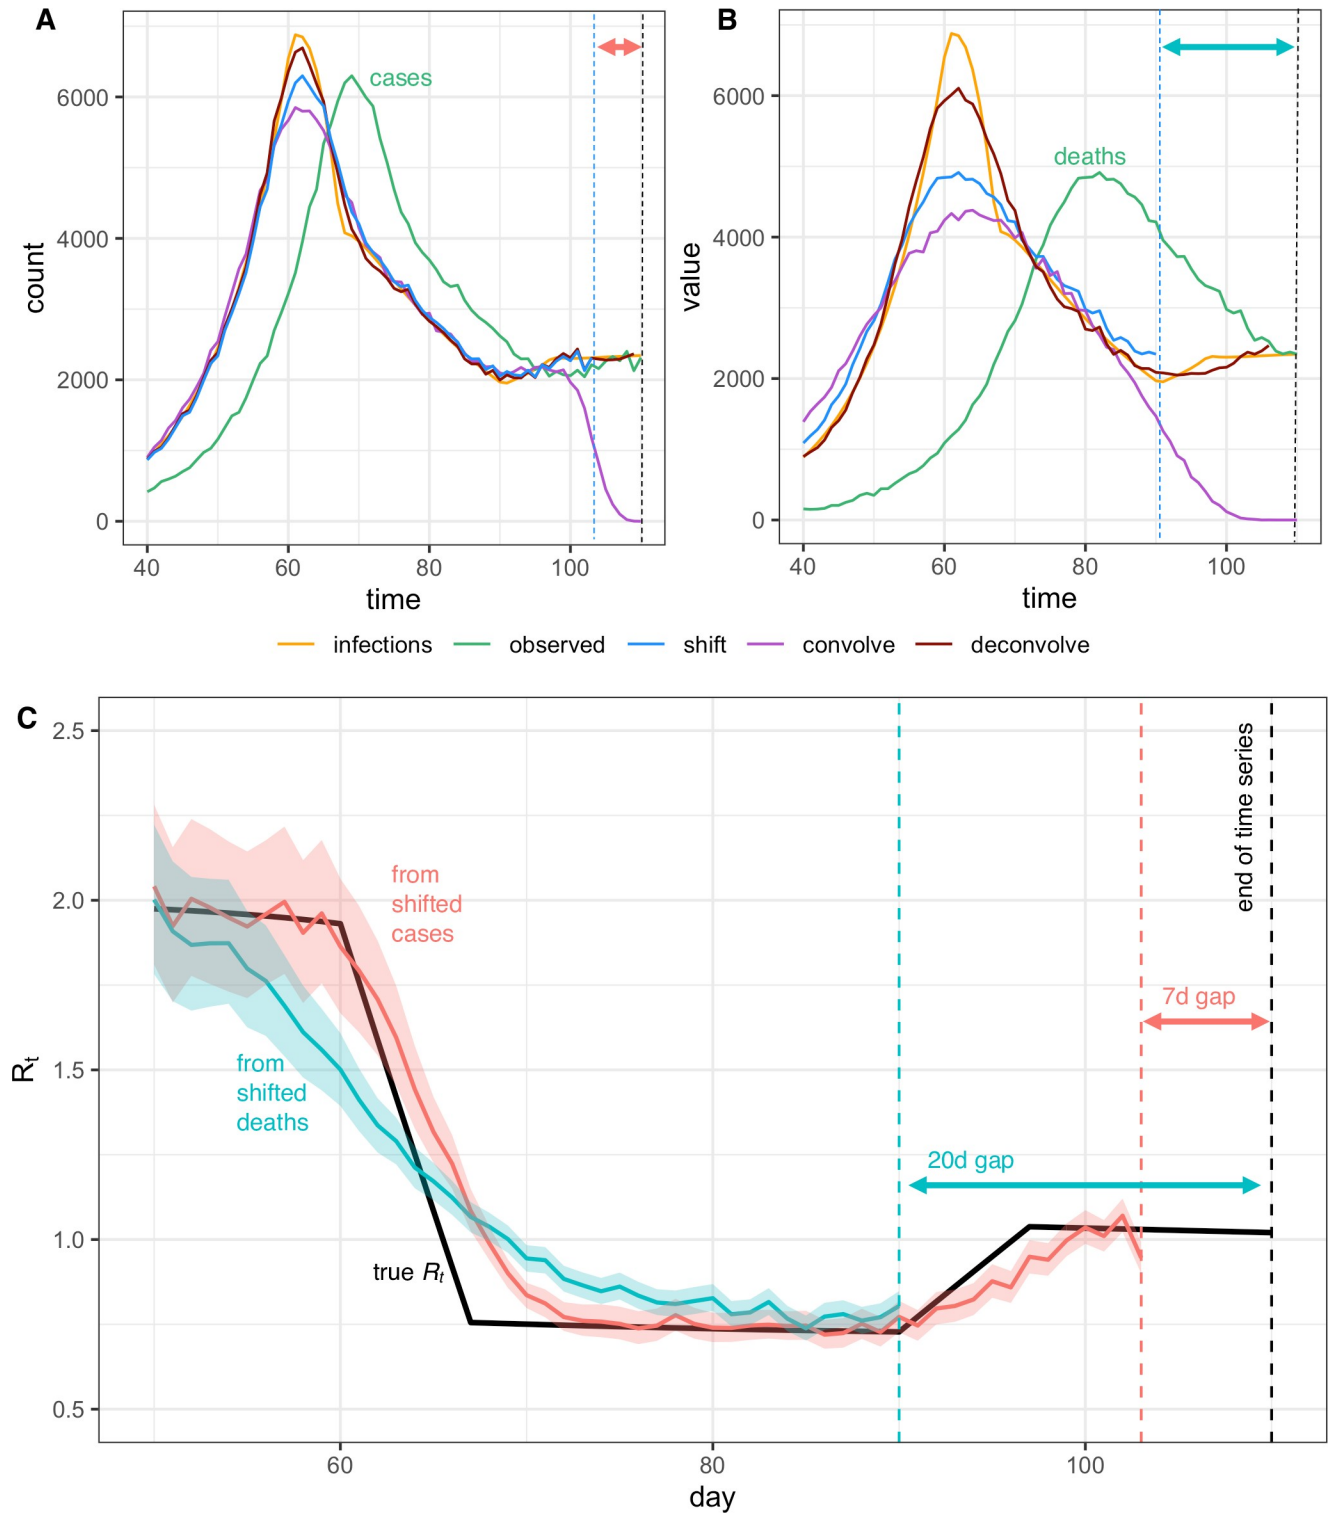 A
B
cases
deaths
6000
4000
2000
0
count
40
60
80
100
time
6000
4000
2000
0
value
40
60
80
100
time
infections
observed
shift
convolve
deconvolve
C
2.5
2.0
1.5
1.0
0.5
Rt
end of time series
from
shifted
cases
7d gap
from
shifted
deaths
20d gap
true Rt
60
80
100
day